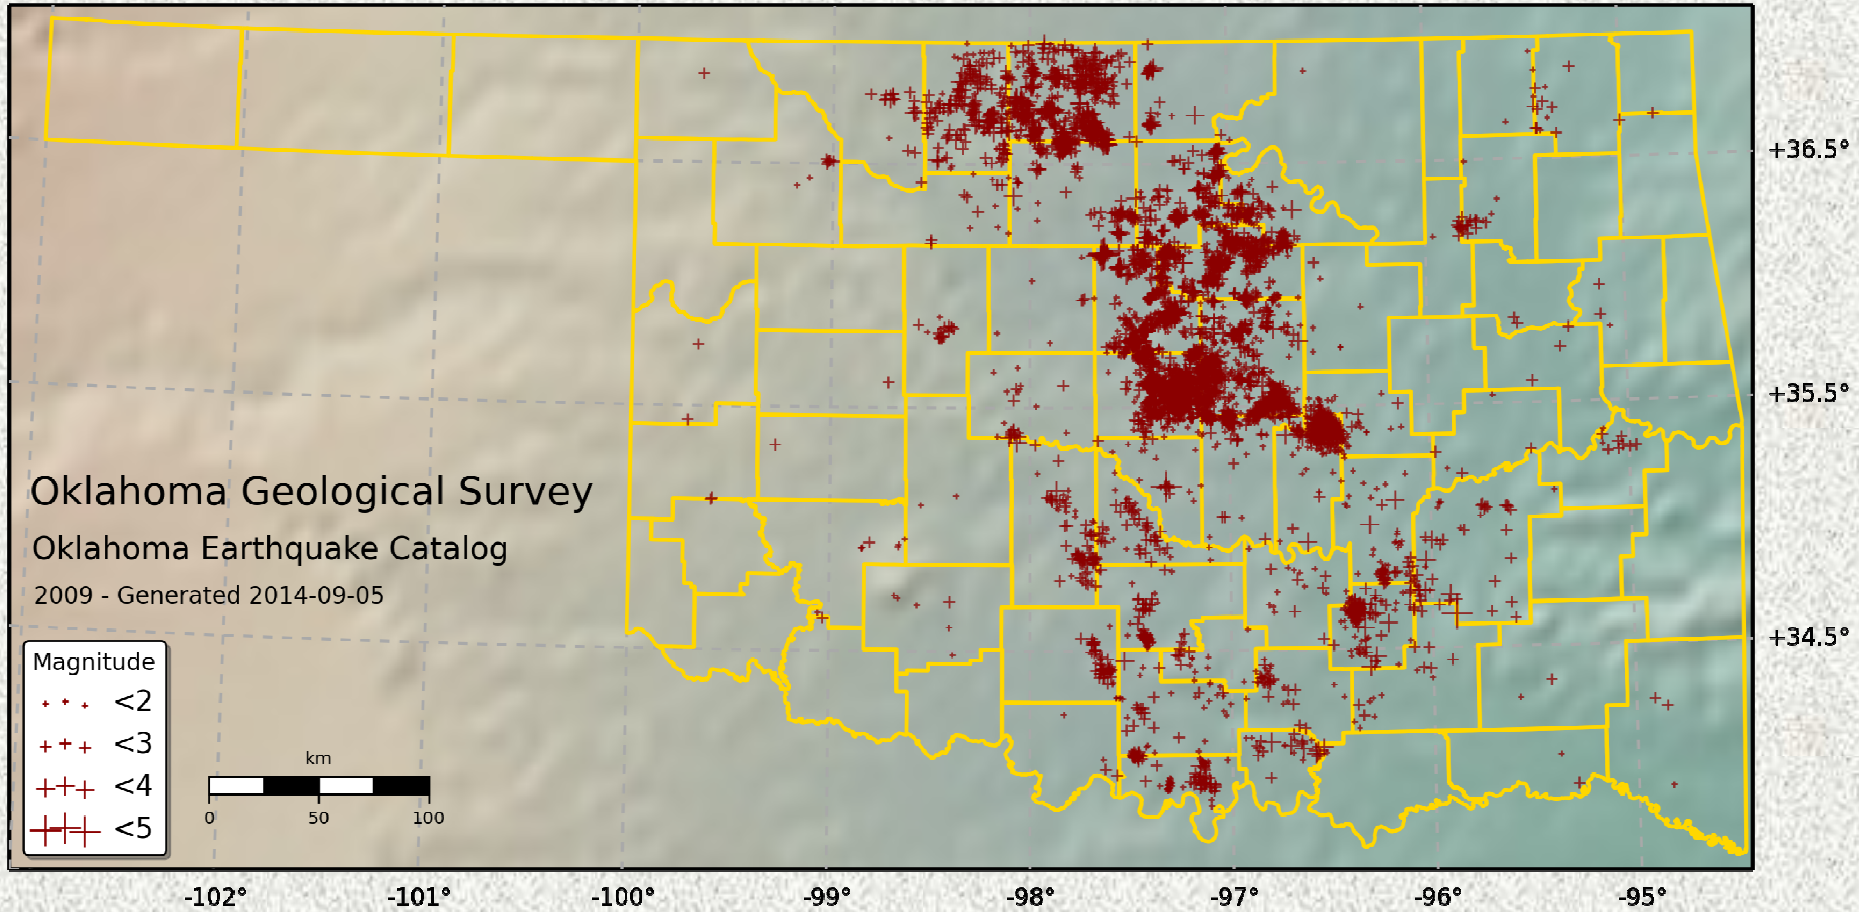 +36.5°
+35.5°
Oklahoma Geological Survey
Oklahoma Earthquake Catalog
2009 - Generated 2014-09-05
+34.5°
Magnitude
<2
<3
<4
<5
km
0 50 100
-102° -101° -100° -99° -98° -97° -96° -95°